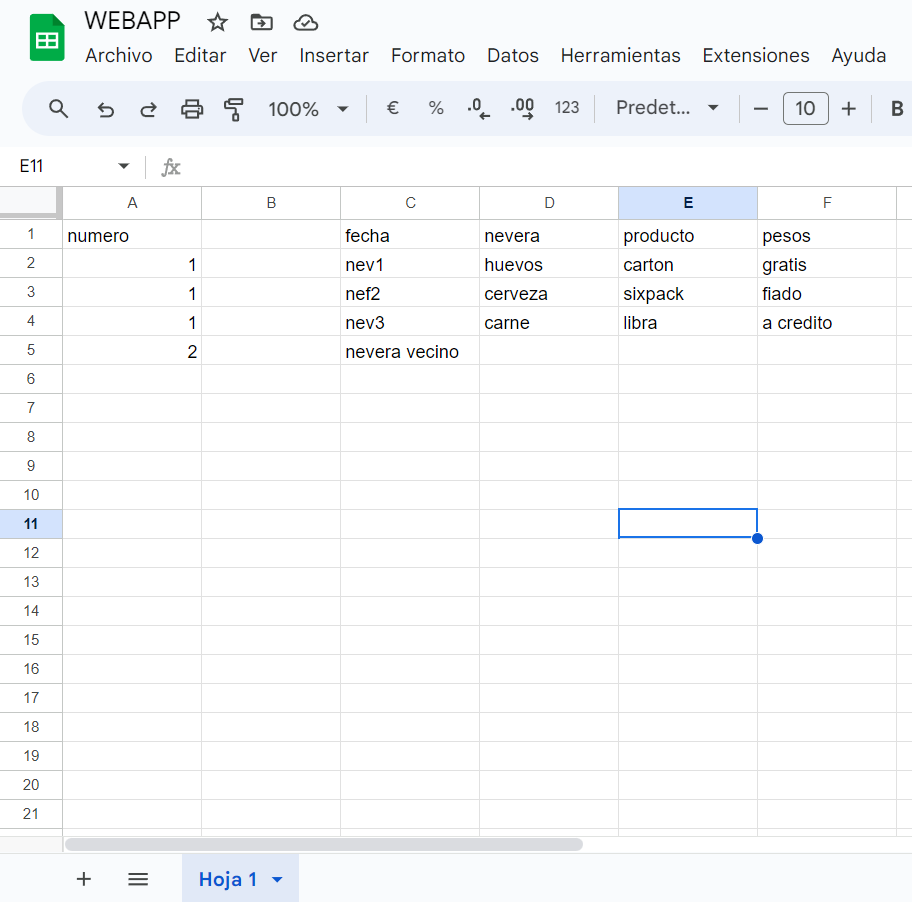 WEBAPP
Archivo Editar Ver Insertar Formato Datos Herramientas Extensiones Ayuda
100% € % .0 .00 123 Predet... − 10 + B
E11 fx
A B C D E F
1 numero fecha nevera producto pesos
2 1 nev1 huevos carton gratis
3 1 nef2 cerveza sixpack fiado
4 1 nev3 carne libra a credito
5 2 nevera vecino
6
7
8
9
10
11
12
13
14
15
16
17
18
19
20
21
+ Hoja 1